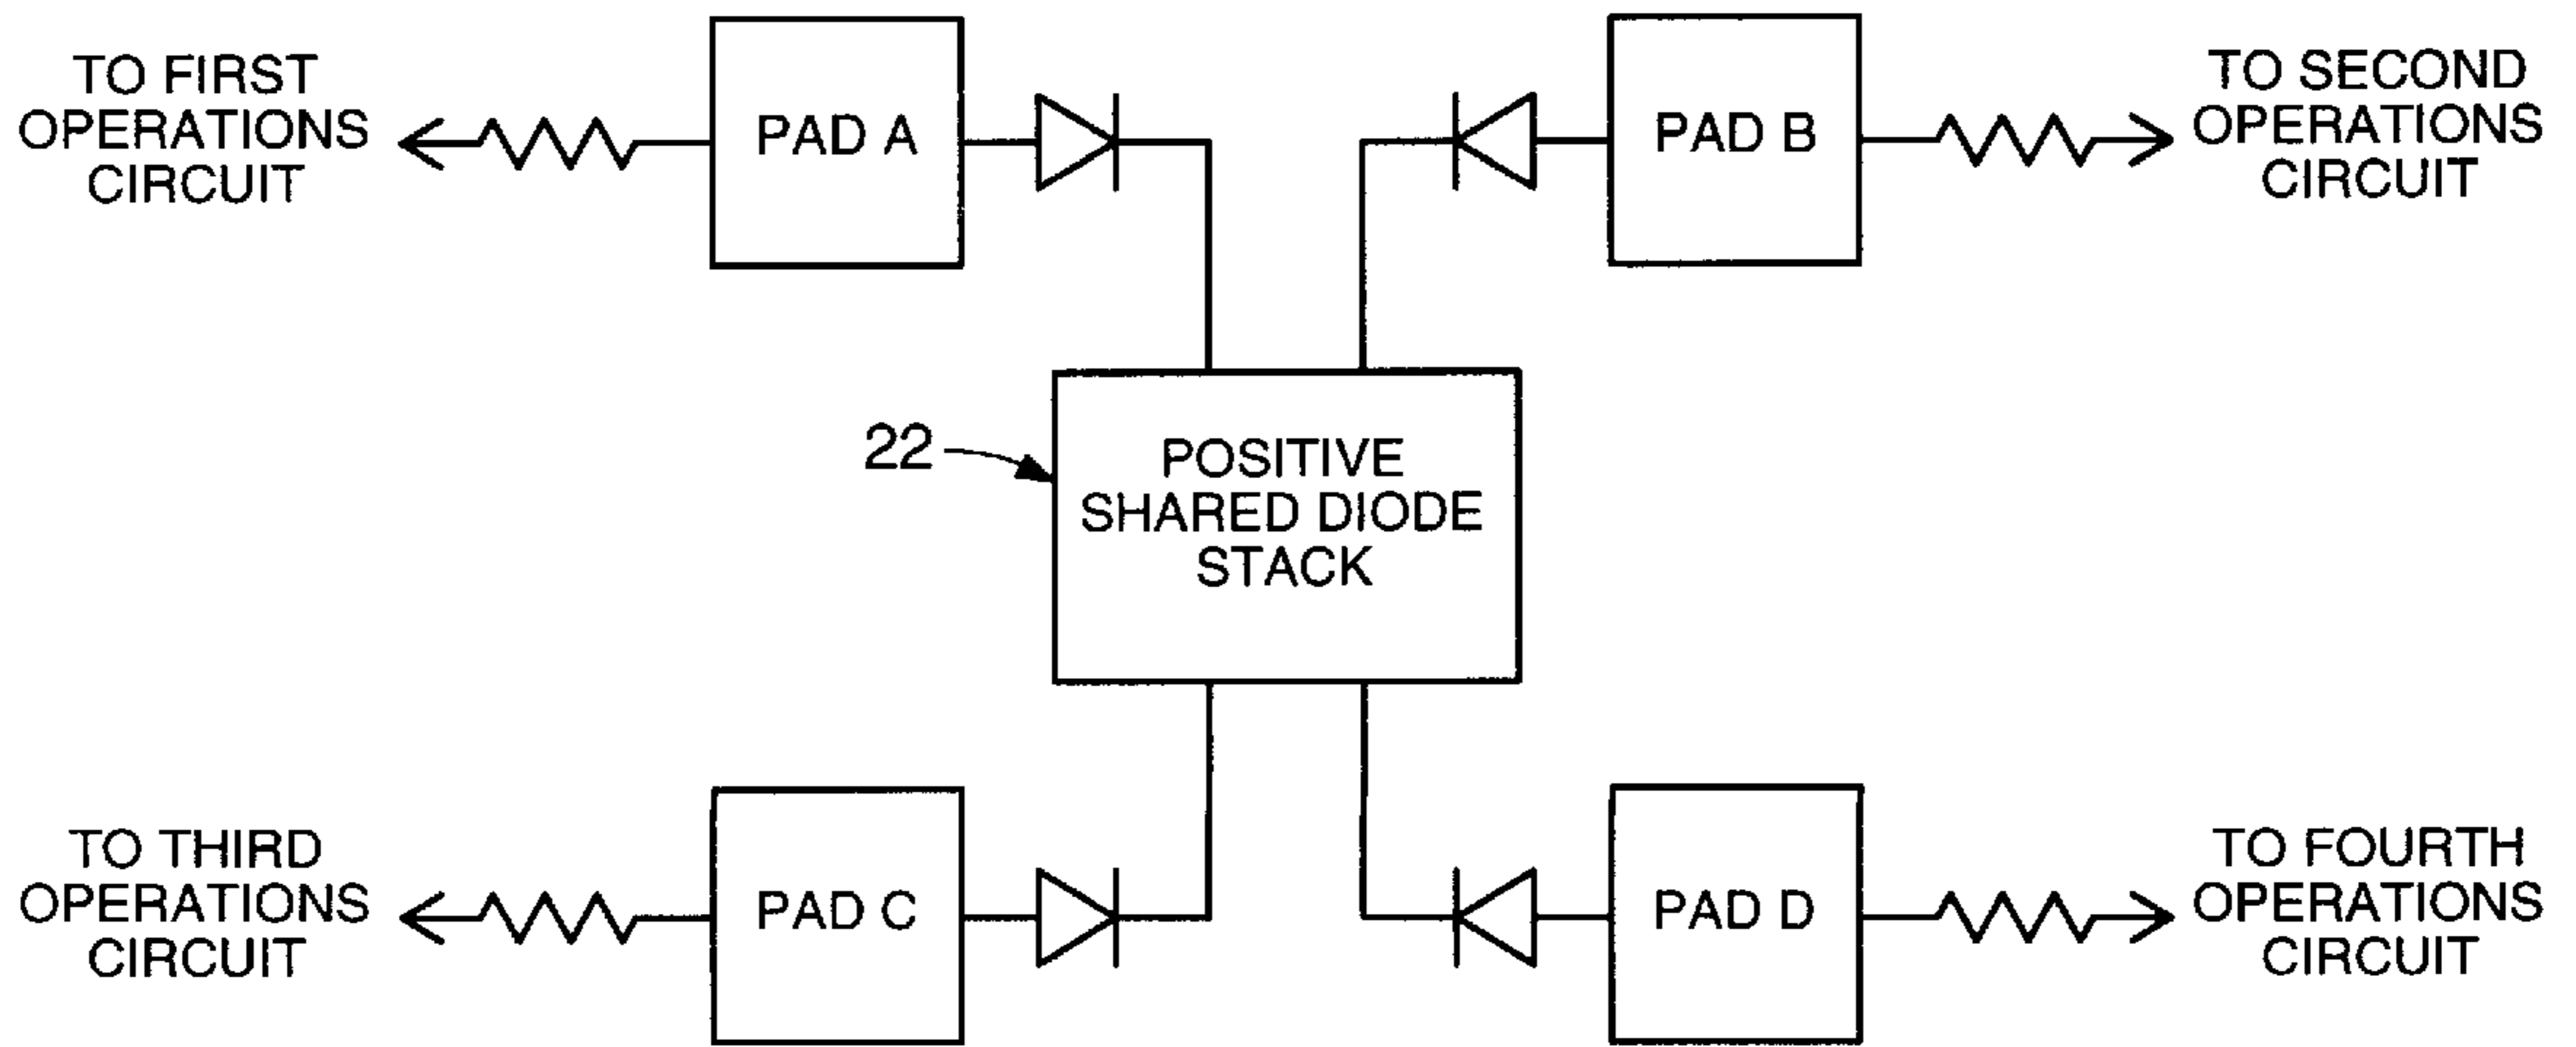 TO FIRST
OPERATIONS
CIRCUIT
PAD A
PAD B
TO SECOND
OPERATIONS
CIRCUIT
22
POSITIVE
SHARED DIODE
STACK
TO THIRD
OPERATIONS
CIRCUIT
PAD C
PAD D
TO FOURTH
OPERATIONS
CIRCUIT